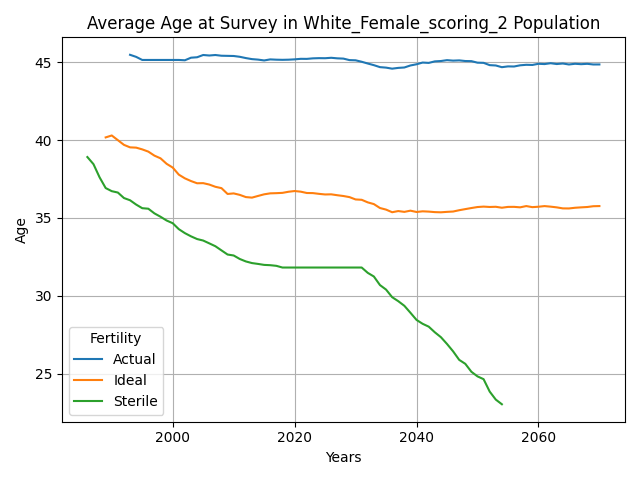 Average Age at Survey in White_Female_scoring_2 Population
45
40
35
30
25
Age
Fertility
Actual
Ideal
Sterile
2000
2020
2040
2060
Years